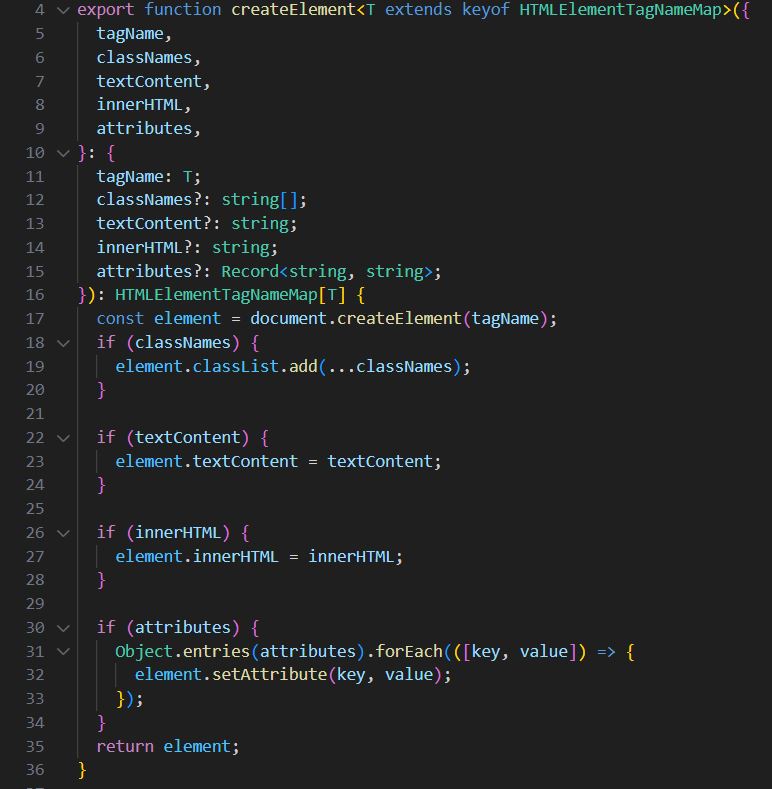 4 export function createElement<T extends keyof HTMLElementTagNameMap>({
5 tagName,
6 classNames,
7 textContent,
8 innerHTML,
9 attributes,
10 }: {
11 tagName: T;
12 classNames?: string[];
13 textContent?: string;
14 innerHTML?: string;
15 attributes?: Record<string, string>;
16 }): HTMLElementTagNameMap[T] {
17 const element = document.createElement(tagName);
18 if (classNames) {
19 element.classList.add(...classNames);
20 }
21
22 if (textContent) {
23 element.textContent = textContent;
24 }
25
26 if (innerHTML) {
27 element.innerHTML = innerHTML;
28 }
29
30 if (attributes) {
31 Object.entries(attributes).forEach(([key, value]) => {
32 element.setAttribute(key, value);
33 });
34 }
35 return element;
36 }